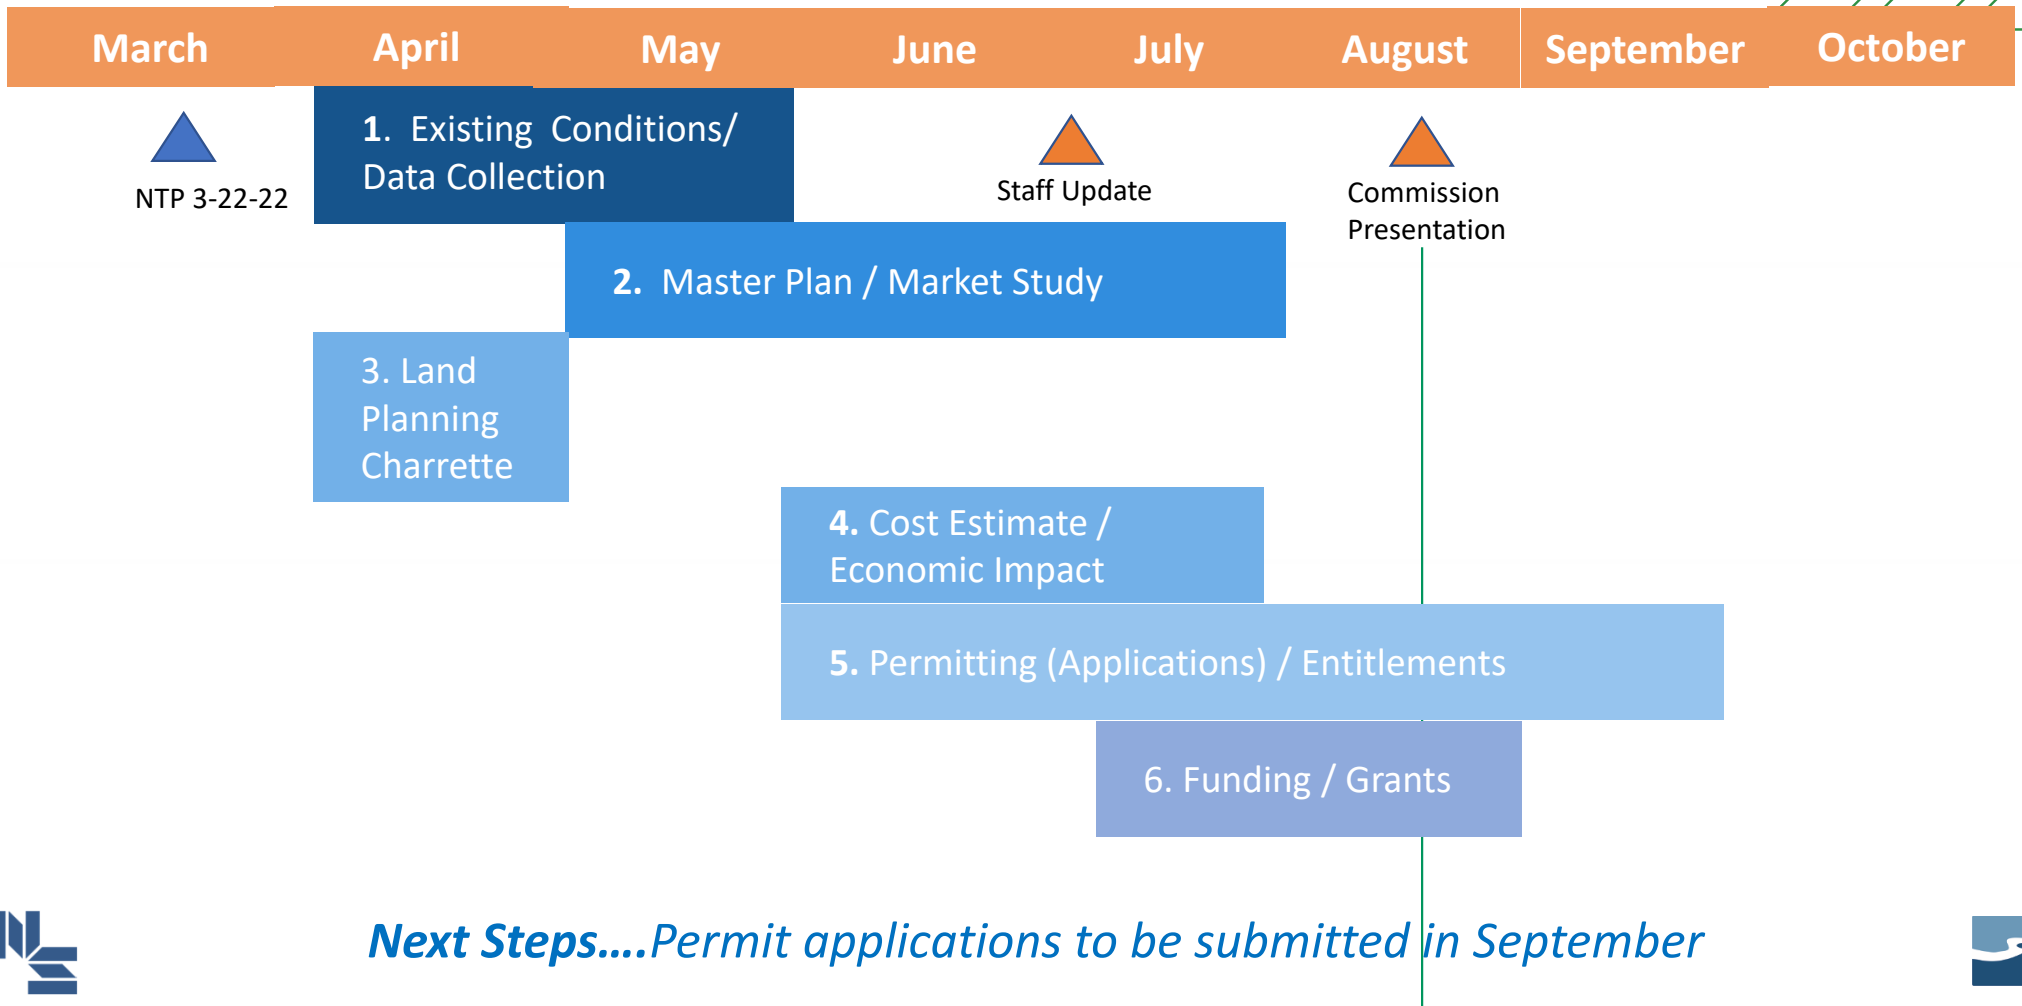 March April May June July August September October
NTP 3-22-22
1. Existing Conditions/
Data Collection
Staff Update
Commission
Presentation
2. Master Plan / Market Study
3. Land
Planning
Charrette
4. Cost Estimate /
Economic Impact
5. Permitting (Applications) / Entitlements
6. Funding / Grants
Next Steps....Permit applications to be submitted in September